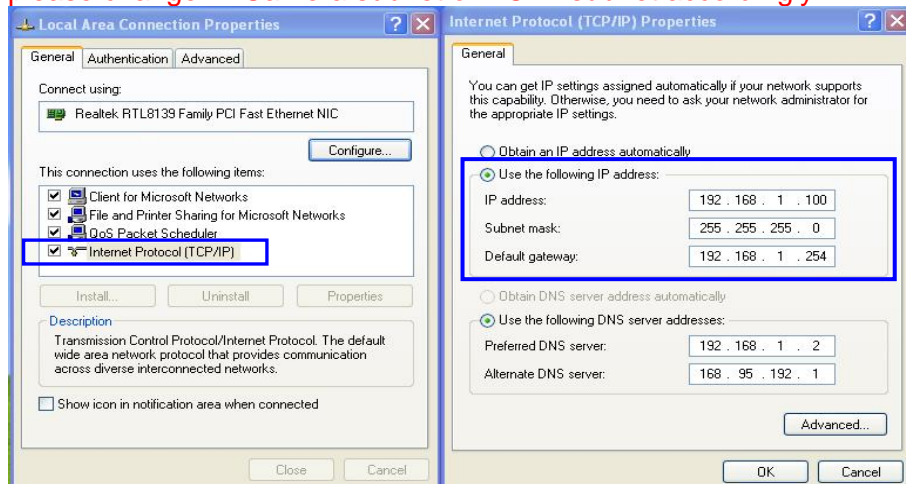 Local Area Connection Properties
General Authentication Advanced
Connect using:
Realtek RTL8139 Family PCI Fast Ethernet NIC
Configure...
This connection uses the following items:
Client for Microsoft Networks
File and Printer Sharing for Microsoft Networks
QoS Packet Scheduler
Internet Protocol (TCP/IP)
Install... Uninstall Properties
Description
Transmission Control Protocol/Internet Protocol. The default
wide area network protocol that provides communication
across diverse interconnected networks.
Show icon in notification area when connected
Close Cancel
Internet Protocol (TCP/IP) Properties
General
You can get IP settings assigned automatically if your network supports
this capability. Otherwise, you need to ask your network administrator for
the appropriate IP settings.
Obtain an IP address automatically
Use the following IP address:
IP address: 192 . 168 . 1 . 100
Subnet mask: 255 . 255 . 255 . 0
Default gateway: 192 . 168 . 1 . 254
Obtain DNS server address automatically
Use the following DNS server addresses:
Preferred DNS server: 192 . 168 . 1 . 2
Alternate DNS server: 168 . 95 . 192 . 1
Advanced...
OK Cancel